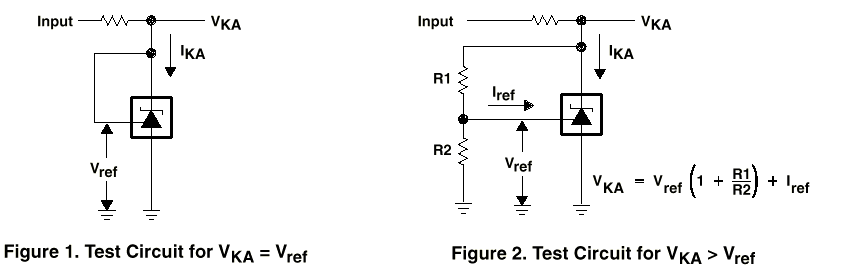 Input
VKA
IKA
Vref
Figure 1. Test Circuit for VKA = Vref
Input
VKA
IKA
R1
Iref
R2
Vref
VKA = Vref (1 + R1/R2) + Iref
Figure 2. Test Circuit for VKA > Vref